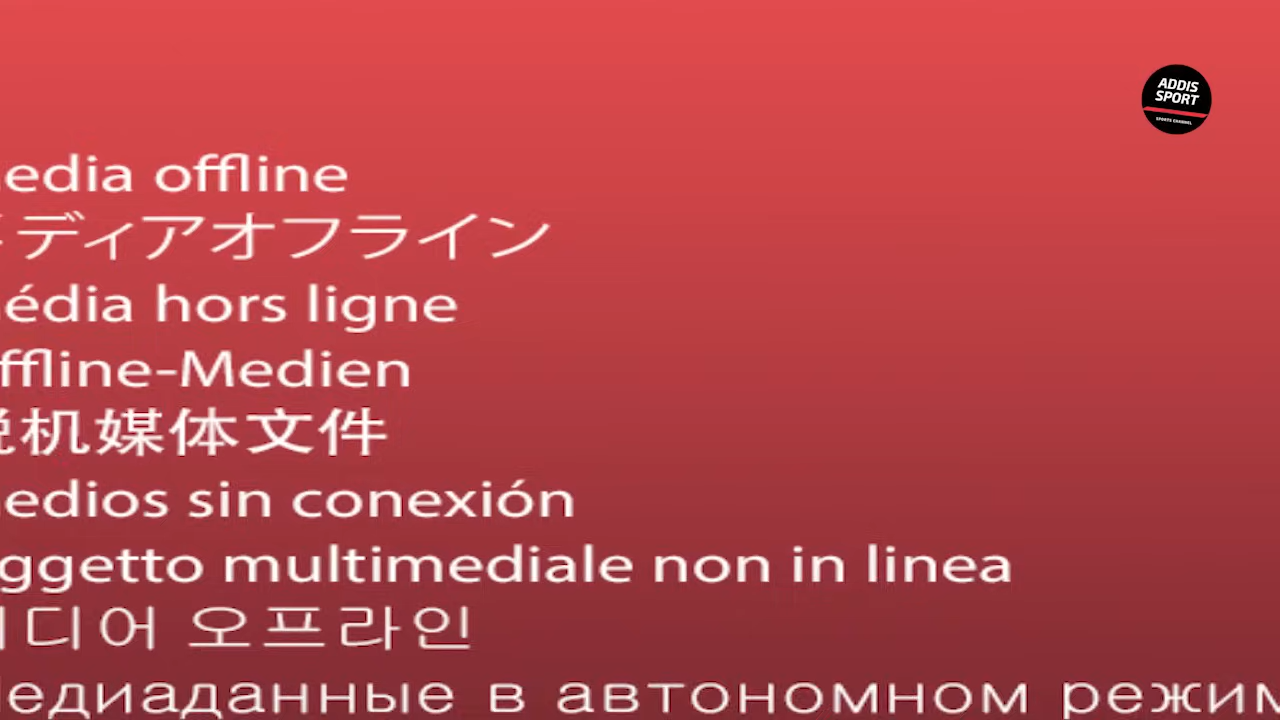 ADDIS
SPORT
SPORTS CHANNEL
edia offline
ディアオフライン
édia hors ligne
ffline-Medien
机媒体文件
edios sin conexión
ggetto multimediale non in linea
디어 오프라인
едиаданные в автономном режим